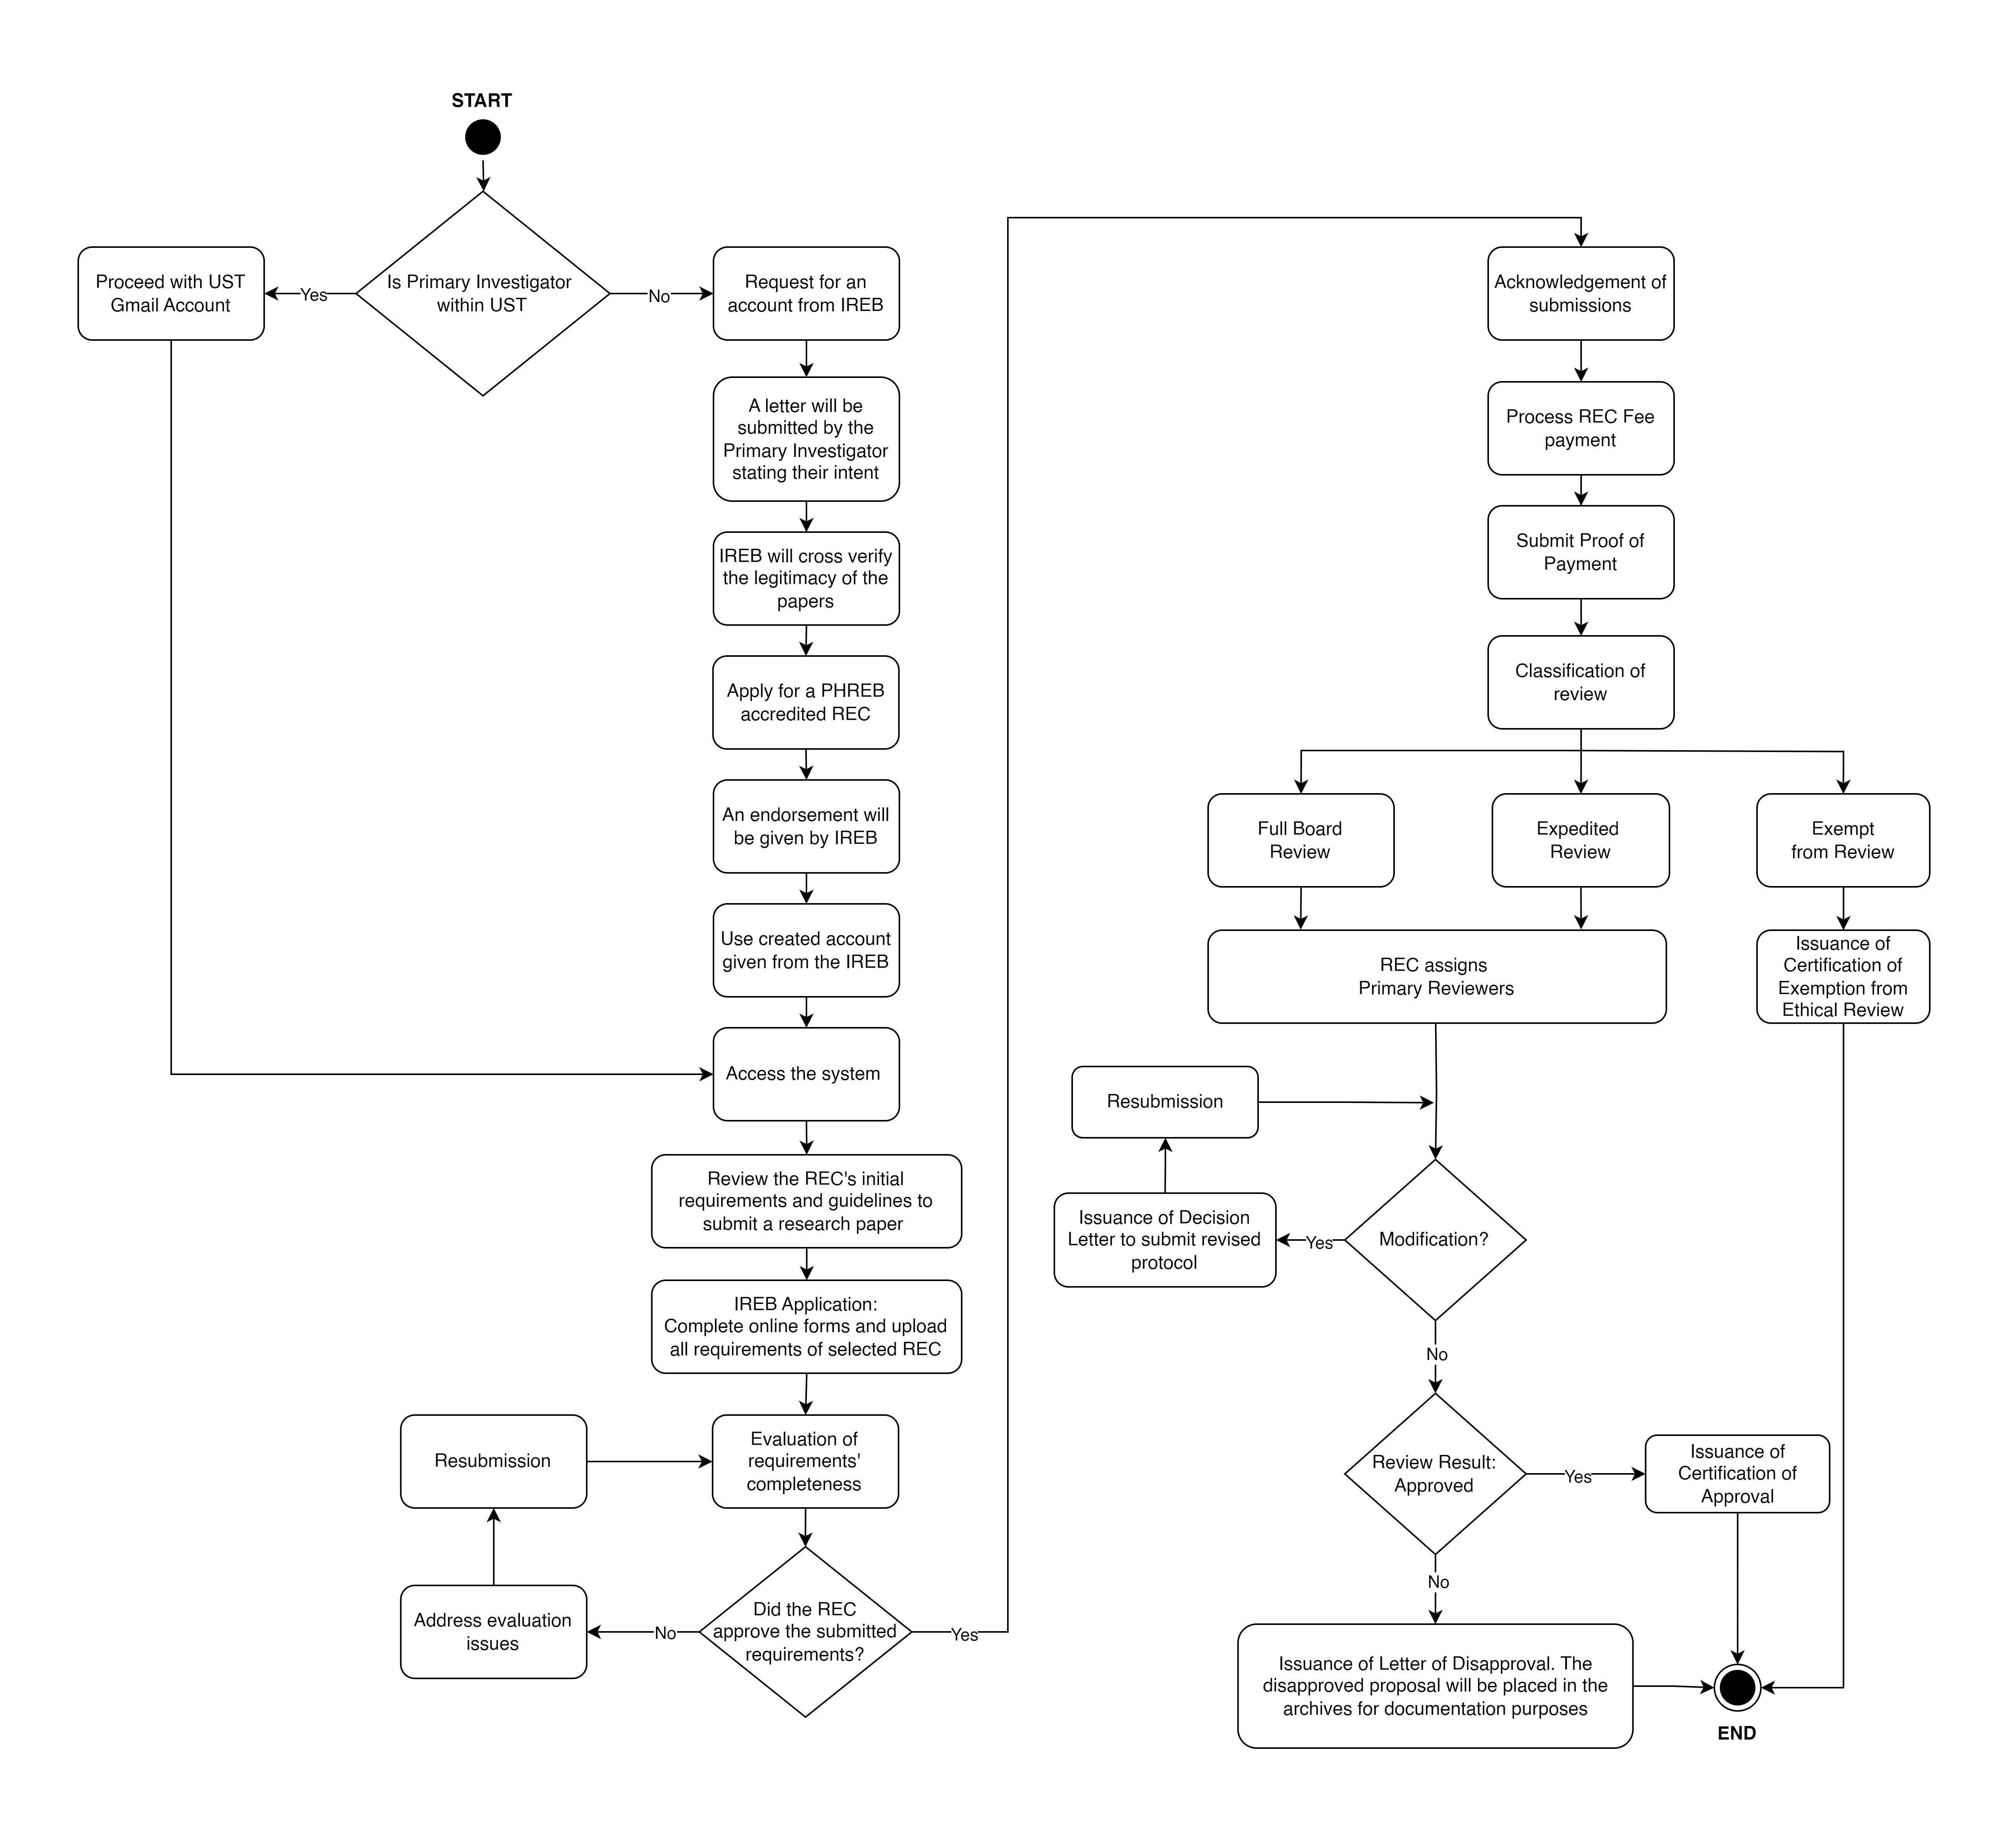 START
Is Primary Investigator
within UST
Yes
Proceed with UST
Gmail Account
No
Request for an
account from IREB
A letter will be
submitted by the
Primary Investigator
stating their intent
IREB will cross verify
the legitimacy of the
papers
Apply for a PHREB
accredited REC
An endorsement will
be given by IREB
Use created account
given from the IREB
Access the system
Review the REC's initial
requirements and guidelines to
submit a research paper
IREB Application:
Complete online forms and upload
all requirements of selected REC
Evaluation of
requirements'
completeness
Resubmission
Did the REC
approve the submitted
requirements?
No
Address evaluation
issues
Yes
Acknowledgement of
submissions
Process REC Fee
payment
Submit Proof of
Payment
Classification of
review
Full Board
Review
Expedited
Review
Exempt
from Review
REC assigns
Primary Reviewers
Issuance of
Certification of
Exemption from
Ethical Review
Resubmission
Issuance of Decision
Letter to submit revised
protocol
Yes
Modification?
No
Review Result:
Approved
Yes
Issuance of
Certification of
Approval
No
Issuance of Letter of Disapproval. The
disapproved proposal will be placed in the
archives for documentation purposes
END